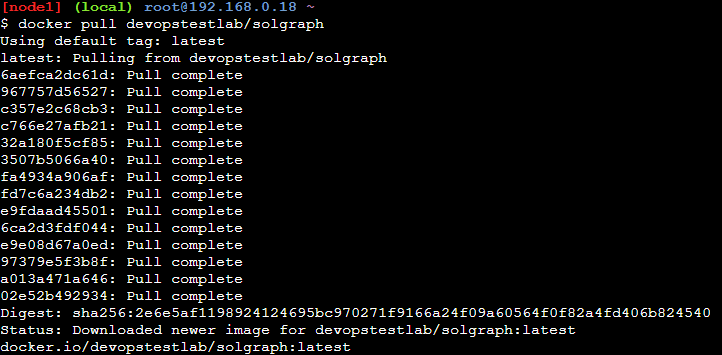 [node1] (local) root@192.168.0.18 ~
$ docker pull devopstestlab/solgraph
Using default tag: latest
latest: Pulling from devopstestlab/solgraph
6aefca2dc61d: Pull complete
967757d56527: Pull complete
c357e2c68cb3: Pull complete
c766e27afb21: Pull complete
32a180f5cf85: Pull complete
3507b5066a40: Pull complete
fa4934a906af: Pull complete
fd7c6a234db2: Pull complete
e9fdaad45501: Pull complete
6ca2d3fdf044: Pull complete
e9e08d67a0ed: Pull complete
97379e5f3b8f: Pull complete
a013a471a646: Pull complete
02e52b492934: Pull complete
Digest: sha256:2e6e5af1198924124695bc970271f9166a24f09a60564f0f82a4fd406b824540
Status: Downloaded newer image for devopstestlab/solgraph:latest
docker.io/devopstestlab/solgraph:latest